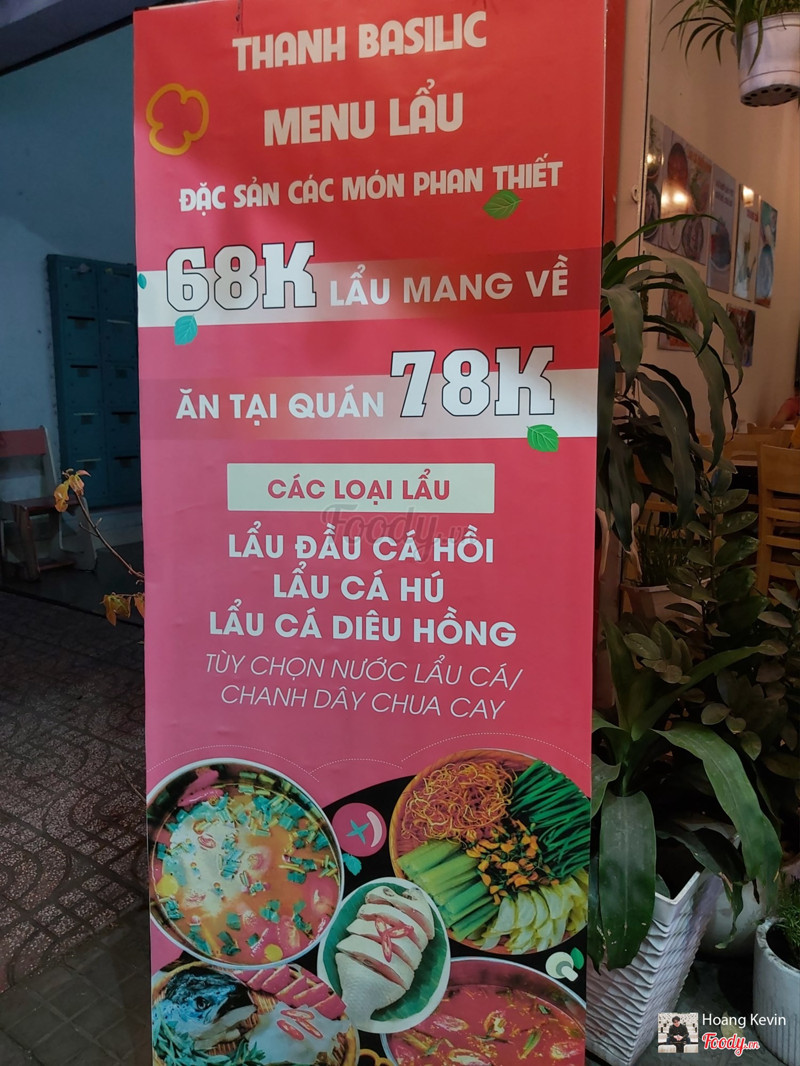 THANH BASILIC
MENU LẨU
ĐẶC SẢN CÁC MÓN PHAN THIẾT
68K LẨU MANG VỀ
ĂN TẠI QUÁN 78K
CÁC LOẠI LẨU
Foody.vn
LẨU ĐẦU CÁ HỒI
LẨU CÁ HÚ
LẨU CÁ DIÊU HỒNG
TÙY CHỌN NƯỚC LẨU CÁ/
CHANH DÂY CHUA CAY
Hoang Kevin
Foody.vn